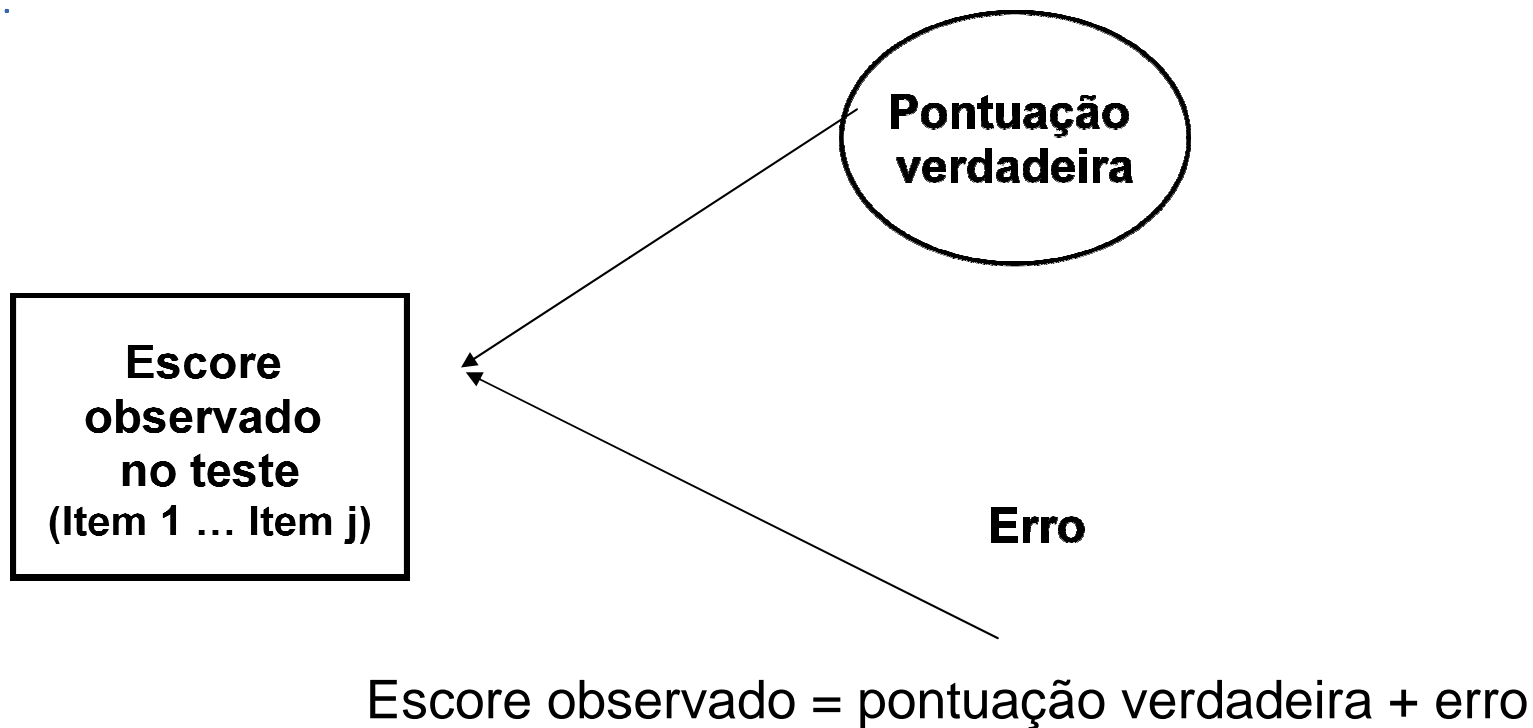 Pontuação
verdadeira
Escore
observado
no teste
(Item 1 … Item j)
Erro
Escore observado = pontuação verdadeira + erro